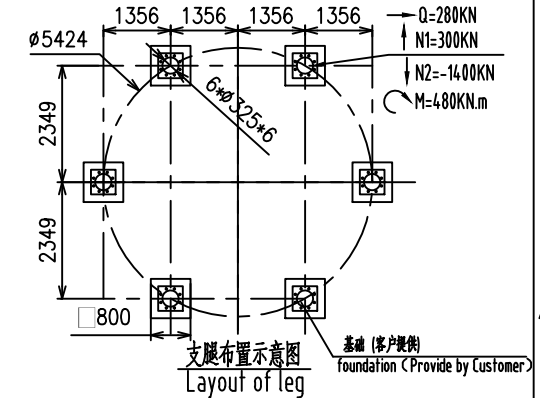 1356 1356 1356 1356
Q=280KN
N1=300KN
N2=-1400KN
M=480KN.m
ø5424
6*ø325*6
2349
2349
□800
支腿布置示意图
Layout of leg
基础 (客户提供)
foundation (Provide by Customer)